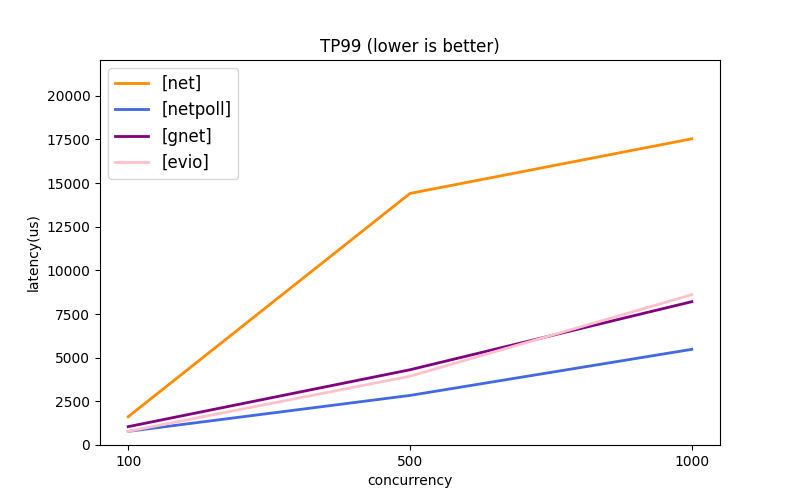 TP99 (lower is better)
[net]
[netpoll]
[gnet]
[evio]
latency(us)
20000
17500
15000
12500
10000
7500
5000
2500
0
100
500
1000
concurrency